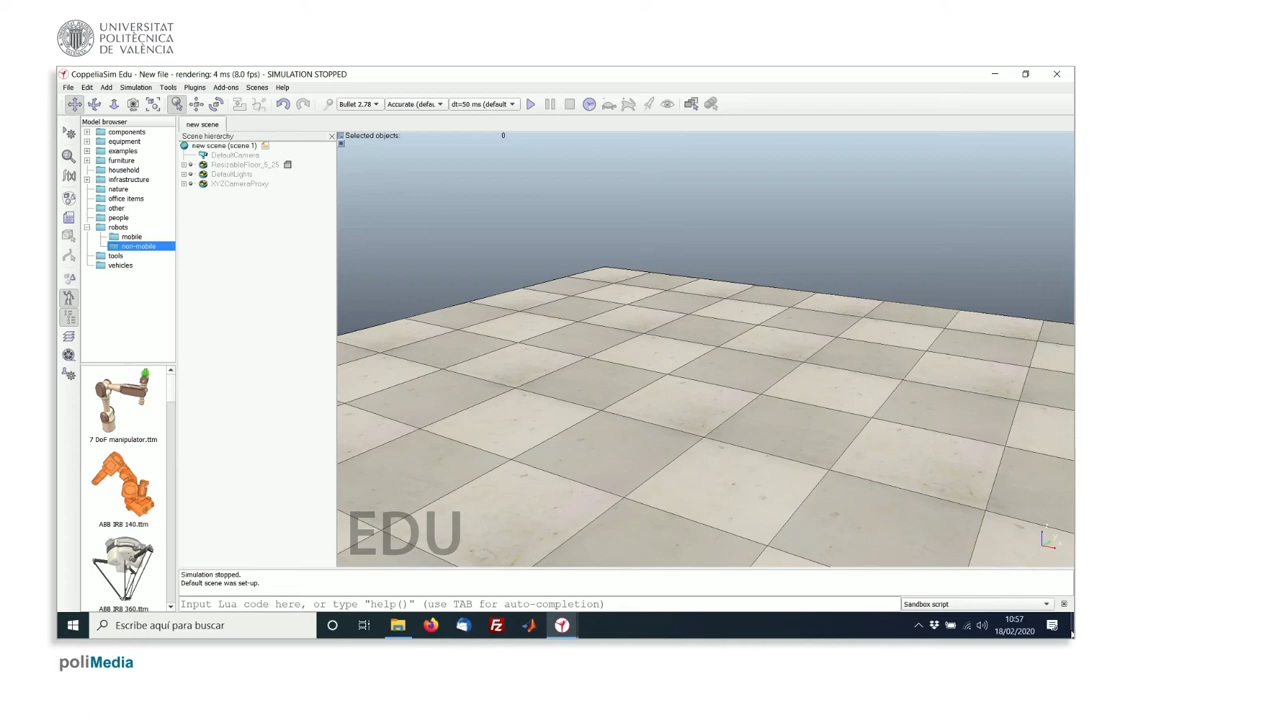 UNIVERSITAT
POLITÈCNICA
DE VALÈNCIA
CoppeliaSim Edu - New file - rendering: 4 ms (8.0 fps) - SIMULATION STOPPED
File Edit Add Simulation Tools Plugins Add-ons Scenes Help
Bullet 2.78 Accurate (defau dt=50 ms (default
Model browser
components
equipment
examples
furniture
household
infrastructure
nature
office items
other
people
robots
mobile
non-mobile
tools
vehicles
7 DoF manipulator.ttm
ABB IRB 140.ttm
ABB IRB 360.ttm
new scene
Scene hierarchy
new scene (scene 1)
DefaultCamera
ResizableFloor_5_25
DefaultLights
XYZCameraProxy
Selected objects: 0
EDU
Simulation stopped.
Default scene was set-up.
Input Lua code here, or type "help()" (use TAB for auto-completion)
Sandbox script
Escribe aquí para buscar
10:57
18/02/2020
poliMedia